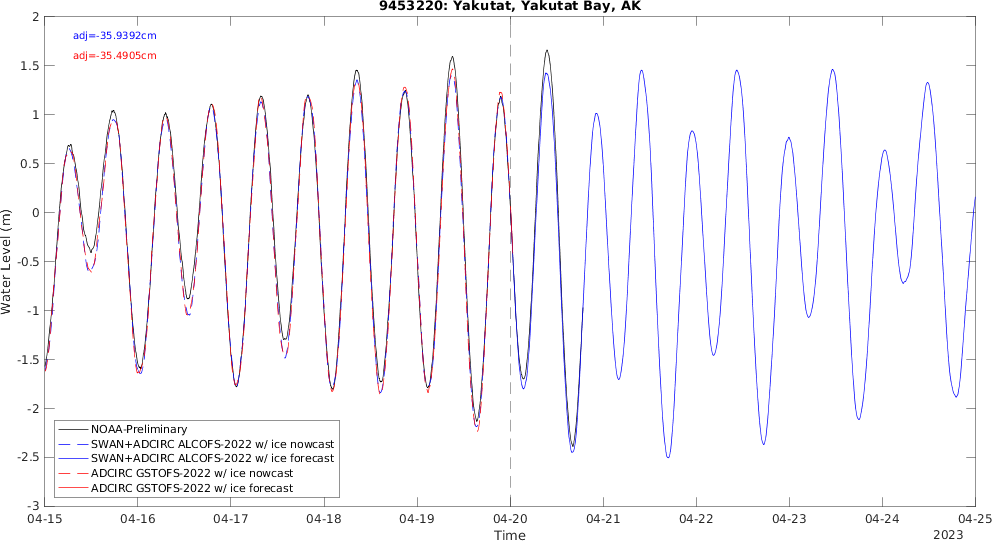 9453220: Yakutat, Yakutat Bay, AK
adj=-35.9392cm
adj=-35.4905cm
Water Level (m)
2
1.5
1
0.5
0
-0.5
-1
-1.5
-2
-2.5
-3
NOAA-Preliminary
SWAN+ADCIRC ALCOFS-2022 w/ ice nowcast
SWAN+ADCIRC ALCOFS-2022 w/ ice forecast
ADCIRC GSTOFS-2022 w/ ice nowcast
ADCIRC GSTOFS-2022 w/ ice forecast
04-15 04-16 04-17 04-18 04-19 04-20 04-21 04-22 04-23 04-24 04-25
Time
2023